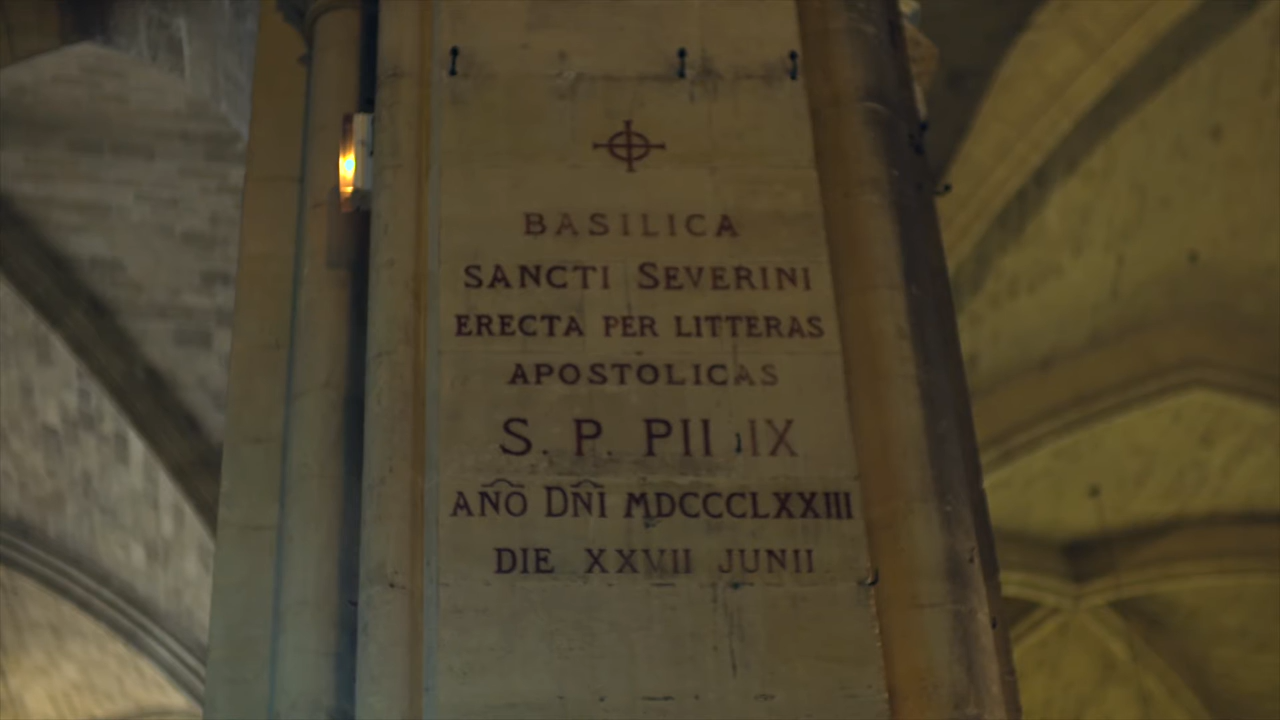 BASILICA
SANCTI SEVERINI
ERECTA PER LITTERAS
APOSTOLICAS
S. P. PII IX
AÑO DÑI MDCCCLXXIII
DIE XXVII JUNII